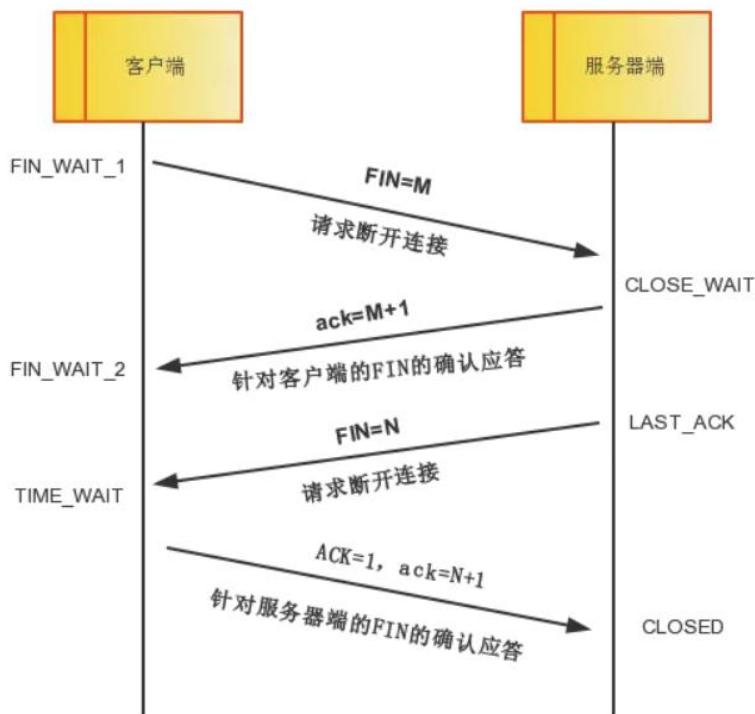 客户端
服务器端
FIN_WAIT_1
FIN=M
请求断开连接
CLOSE_WAIT
ack=M+1
FIN_WAIT_2
针对客户端的FIN的确认应答
LAST_ACK
FIN=N
请求断开连接
TIME_WAIT
ACK=1, ack=N+1
针对服务器端的FIN的确认应答
CLOSED